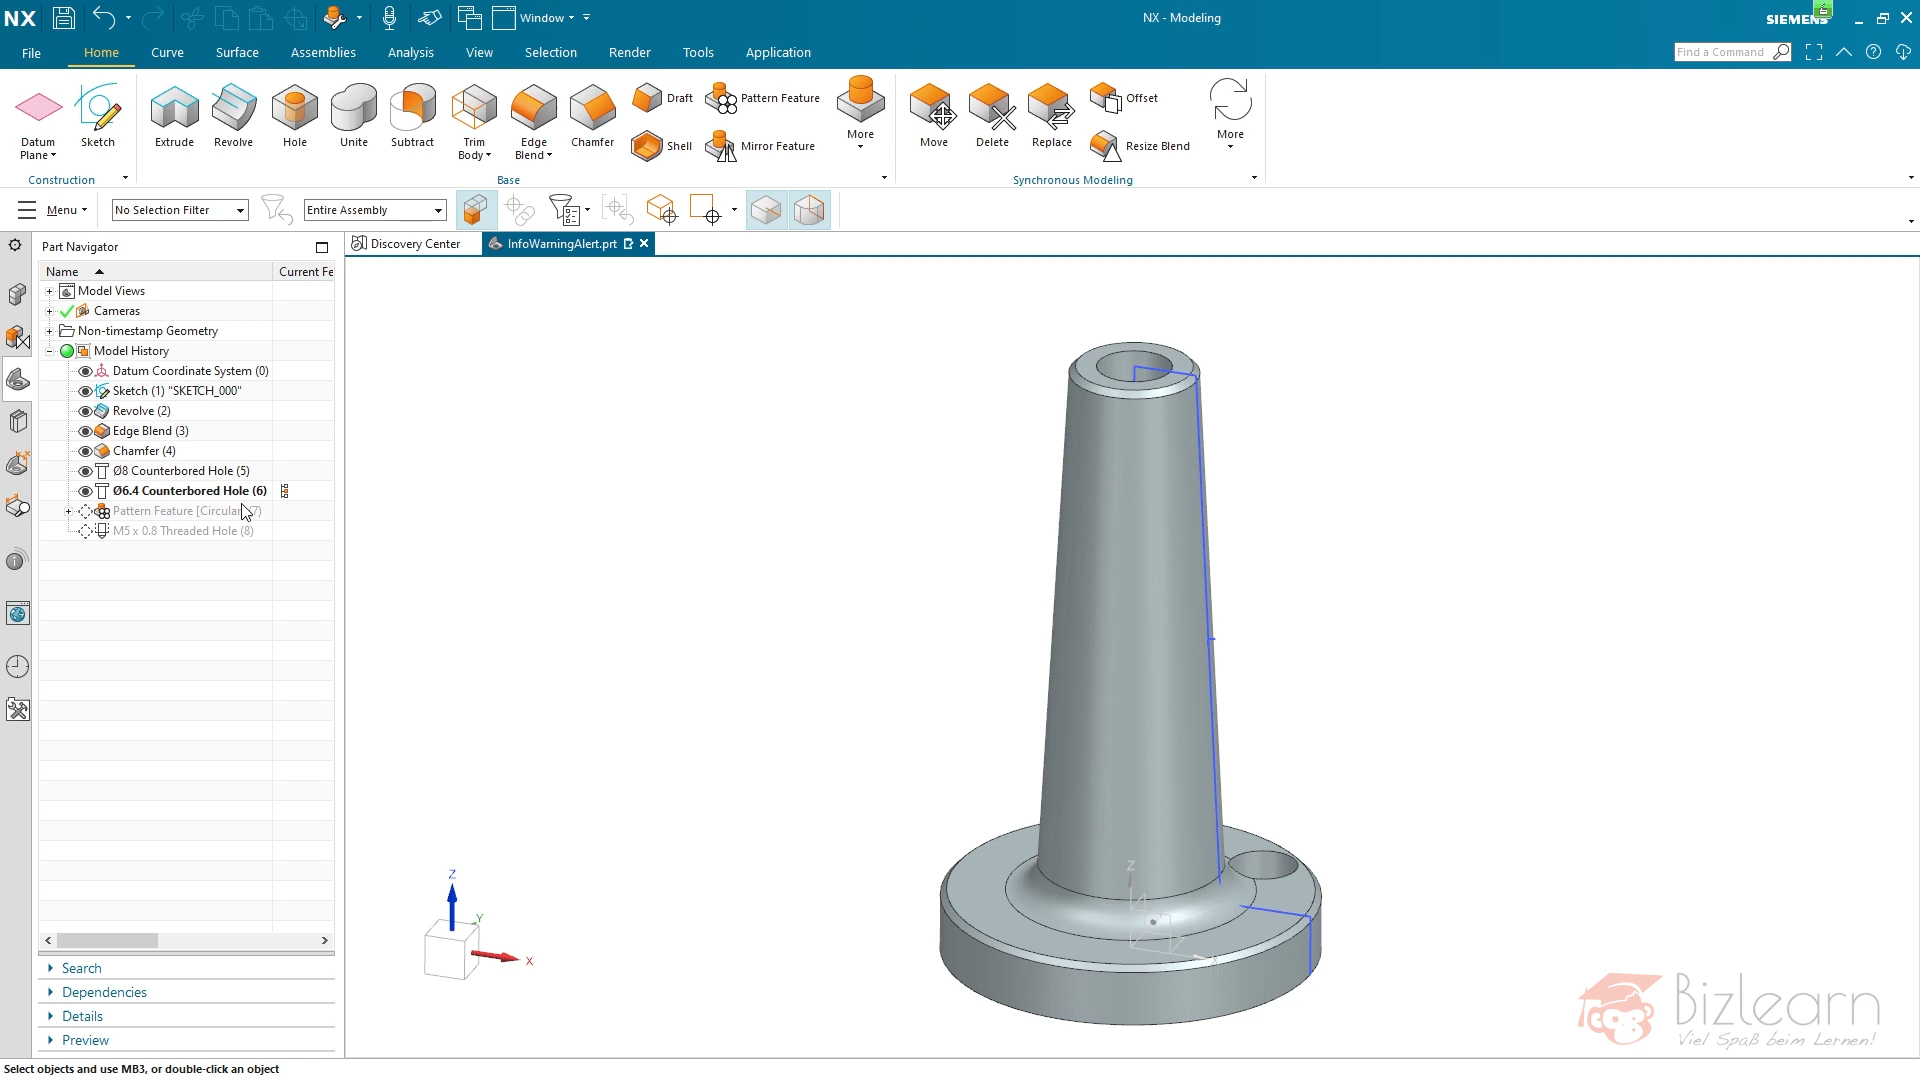 NX
Window
NX - Modeling
SIEMENS
File
Home
Curve
Surface
Assemblies
Analysis
View
Selection
Render
Tools
Application
Find a Command
Datum
Plane
Sketch
Extrude
Revolve
Hole
Unite
Subtract
Trim
Body
Edge
Blend
Chamfer
Draft
Shell
Pattern Feature
Mirror Feature
More
Move
Delete
Replace
Offset
Resize Blend
More
Construction
Base
Synchronous Modeling
Menu
No Selection Filter
Entire Assembly
Part Navigator
Discovery Center
InfoWarningAlert.prt
Name
Current Fe
Model Views
Cameras
Non-timestamp Geometry
Model History
Datum Coordinate System (0)
Sketch (1) "SKETCH_000"
Revolve (2)
Edge Blend (3)
Chamfer (4)
Ø8 Counterbored Hole (5)
Ø6.4 Counterbored Hole (6)
Pattern Feature [Circular] (7)
M5 x 0.8 Threaded Hole (8)
Z
Y
X
Z
Search
Dependencies
Details
Preview
Bizlearn
Viel Spaß beim Lernen!
Select objects and use MB3, or double-click an object